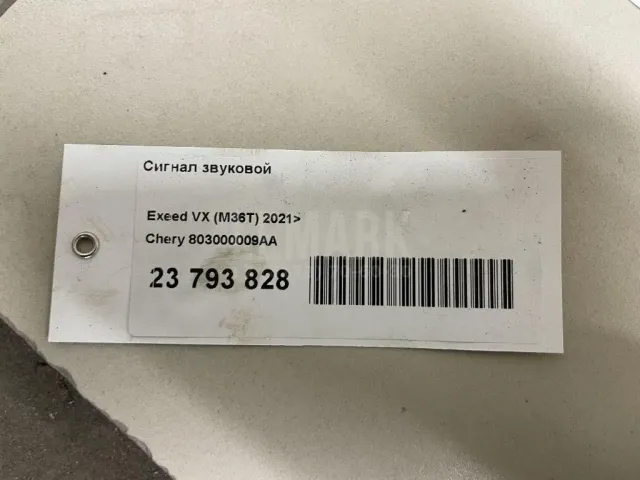 Сигнал звуковой
Exeed VX (M36T) 2021>
Chery 803000009AA
23 793 828